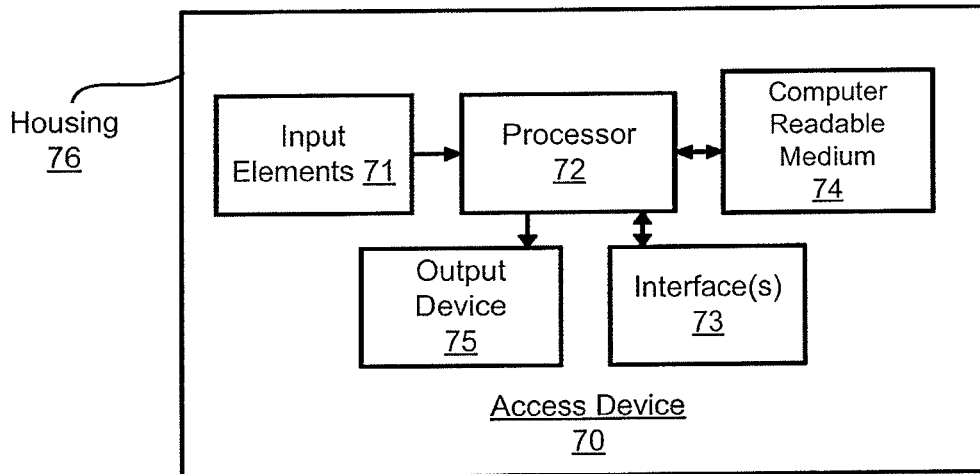 Housing
76
Input
Elements 71
Processor
72
Computer
Readable
Medium
74
Output
Device
75
Interface(s)
73
Access Device
70